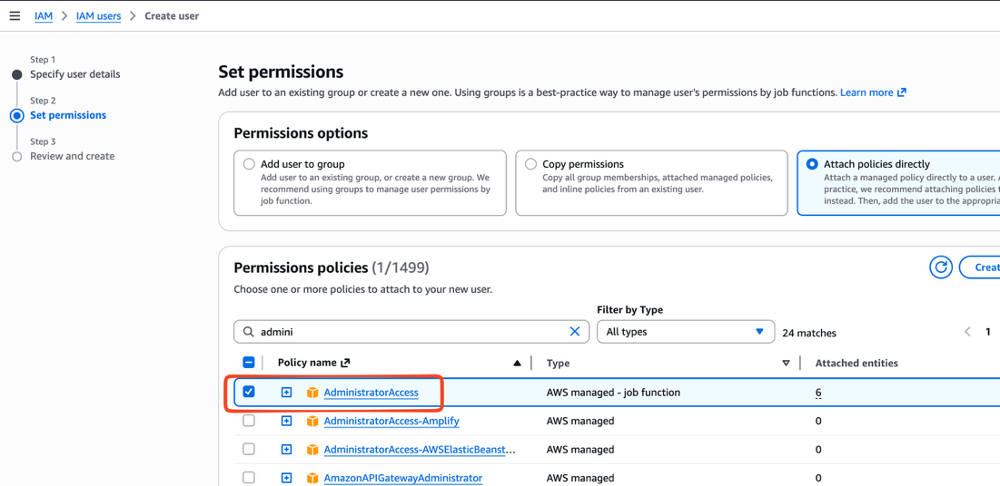 IAM > IAM users > Create user
Step 1
Specify user details
Step 2
Set permissions
Step 3
Review and create
Set permissions
Add user to an existing group or create a new one. Using groups is a best-practice way to manage user's permissions by job functions. Learn more
Permissions options
Add user to group
Add user to an existing group, or create a new group. We
recommend using groups to manage user permissions by
job function.
Copy permissions
Copy all group memberships, attached managed policies,
and inline policies from an existing user.
Attach policies directly
Attach a managed policy directly to a user.
practice, we recommend attaching policies
instead. Then, add the user to the appropria
Permissions policies (1/1499)
Creat
Choose one or more policies to attach to your new user.
Filter by Type
admini
All types
24 matches
1
Policy name
Type
Attached entities
AdministratorAccess
AWS managed - job function
6
AdministratorAccess-Amplify
AWS managed
0
AdministratorAccess-AWSElasticBeanst...
AWS managed
0
AmazonAPIGatewayAdministrator
AWS managed
0